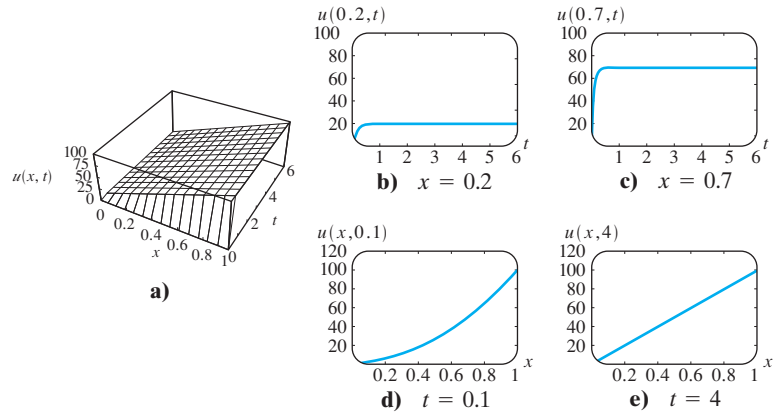 u(x, t)
100
75
50
25
0
0
0.2
0.4
0.6
0.8
1
x
0
2
4
6
t
a)
u(0.2, t)
100
80
60
40
20
1 2 3 4 5 6
t
b) x = 0.2
u(0.7, t)
100
80
60
40
20
1 2 3 4 5 6
t
c) x = 0.7
u(x,0.1)
120
100
80
60
40
20
0.2 0.4 0.6 0.8 1
x
d) t = 0.1
u(x,4)
120
100
80
60
40
20
0.2 0.4 0.6 0.8 1
x
e) t = 4